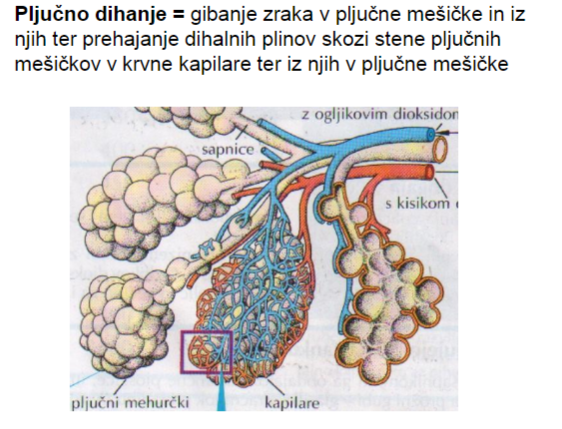 Pljučno dihanje = gibanje zraka v pljučne mešičke in iz
njih ter prehajanje dihalnih plinov skozi stene pljučnih
mešičkov v krvne kapilare ter iz njih v pljučne mešičke
z ogljikovim dioksidom
sapnice
s kisikom
pljučni mehurčki
kapilare